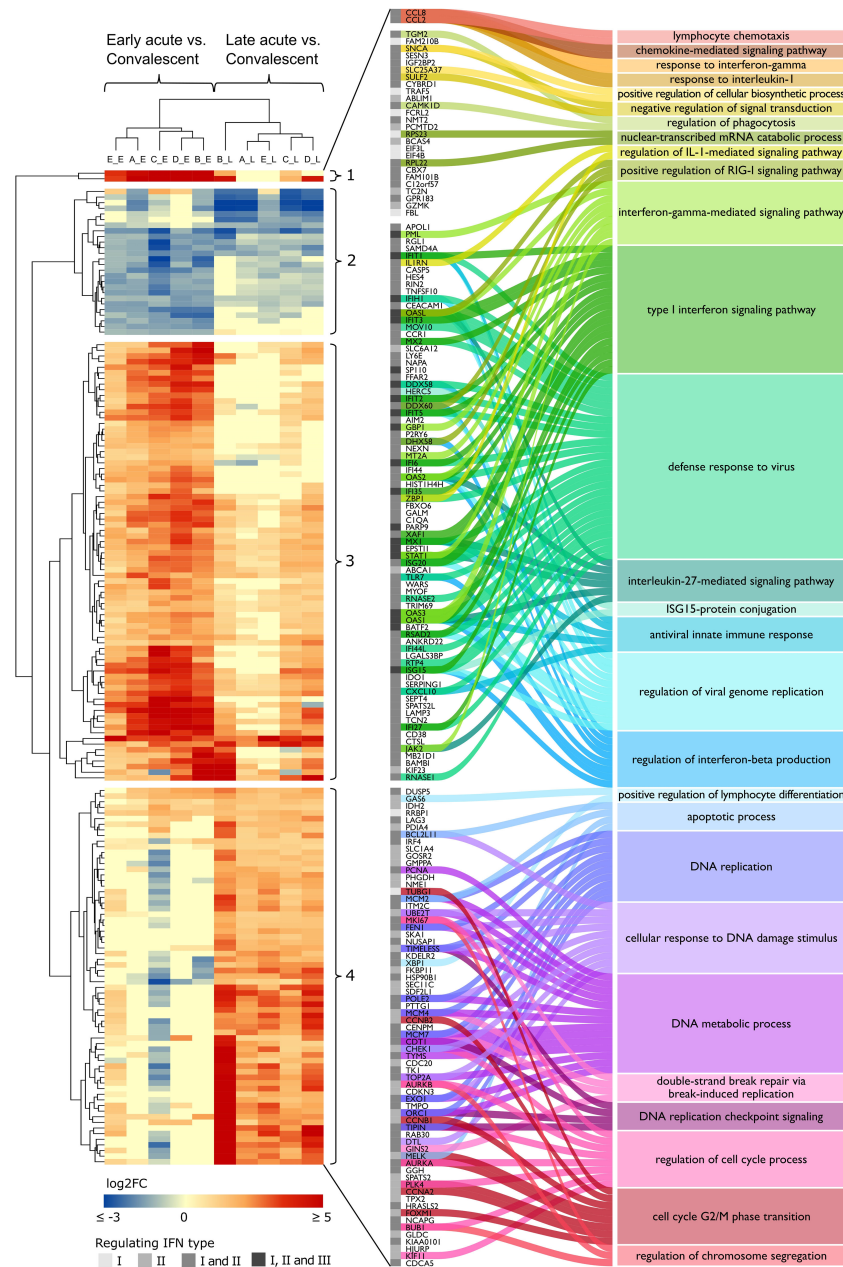 Early acute vs.
Convalescent
Late acute vs.
Convalescent
E_E A_E C_E D_E B_E B_L A_L E_L C_L D_L
1
2
3
4
log2FC
≤ -3 0 ≥ 5
Regulating IFN type
I II I and II I, II and III
CCL8
CCL2
TGM2
FAM210B
SNCA
SESN3
IGF2BP2
SLC25A37
SULF2
CYBRD1
TRAF5
ABLIM1
CAMK1D
FCRL2
NMT2
PCMTD2
RPS23
BCAS4
EIF3L
EIF4B
RPL22
CBX7
FAM101B
C12orf57
TC2N
GPR183
GZMK
FBL
APOL1
PML
RGL1
SAMD4A
IFIT1
IL1RN
CASP5
HES4
RIN2
TNFSF10
IFIH1
CEACAM1
OASL
IFIT3
MOV10
CCR1
MX2
SLC6A12
LY6E
NAPA
SP110
FFAR2
DDX58
HERC5
IFIT2
DDX60
IFIT5
AIM2
GBP1
P2RY6
DHX58
NEXN
MT2A
IFI6
IFI44
OAS2
HIST1H4H
IFI35
ZBP1
FBXO6
GALM
C1QA
PARP9
XAF1
MX1
EPSTI1
STAT1
ISG20
ABCA1
TLR7
WARS
MYOF
RNASE2
TRIM69
OAS3
OAS1
BATF2
RSAD2
ANKRD22
IFI44L
LGALS3BP
RTP4
ISG15
IDO1
SERPING1
CXCL10
SEPT4
SPATS2L
LAMP3
TCN2
IFI27
CD38
CTSL
JAK2
MB21D1
BAMBI
KIF23
RNASE1
DUSP5
GAS6
IDH2
RRBP1
LAG3
PDIA4
BCL2L11
IRF4
SLC1A4
GOSR2
GMPPA
PCNA
PHGDH
NME1
TUBG1
MCM2
ITM2C
UBE2T
MKI67
FEN1
SKA1
NUSAP1
TIMELESS
KDELR2
XBP1
FKBP11
HSP90B1
SEC11C
SDF2L1
POLE2
PTTG1
MCM4
CCNB2
CENPM
MCM7
CDT1
CHEK1
TYMS
CDC20
TK1
TOP2A
AURKB
CDKN3
EXO1
TMPO
ORC1
CCNB1
TIPIN
RAB30
DTL
GINS2
MELK
AURKA
GGH
SPATS2
PLK4
CCNA2
TPX2
HRASLS2
FOXM1
NCAPG
BUB1
GLDC
KIAA0101
HJURP
KIF11
CDCA5
lymphocyte chemotaxis
chemokine-mediated signaling pathway
response to interferon-gamma
response to interleukin-1
positive regulation of cellular biosynthetic process
negative regulation of signal transduction
regulation of phagocytosis
nuclear-transcribed mRNA catabolic process
regulation of IL-1-mediated signaling pathway
positive regulation of RIG-I signaling pathway
interferon-gamma-mediated signaling pathway
type I interferon signaling pathway
defense response to virus
interleukin-27-mediated signaling pathway
ISG15-protein conjugation
antiviral innate immune response
regulation of viral genome replication
regulation of interferon-beta production
positive regulation of lymphocyte differentiation
apoptotic process
DNA replication
cellular response to DNA damage stimulus
DNA metabolic process
double-strand break repair via
break-induced replication
DNA replication checkpoint signaling
regulation of cell cycle process
cell cycle G2/M phase transition
regulation of chromosome segregation